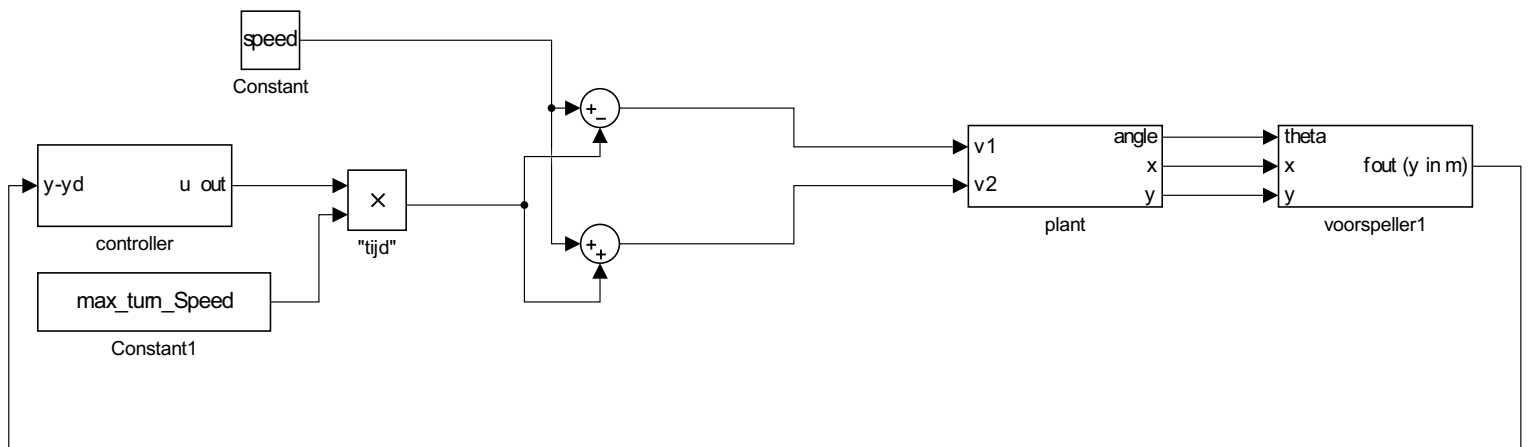 speed
Constant
y-yd
u out
controller
max_turn_Speed
Constant1
×
"tijd"
+
−
+
+
v1
v2
angle
x
y
plant
theta
x
y
fout (y in m)
voorspeller1